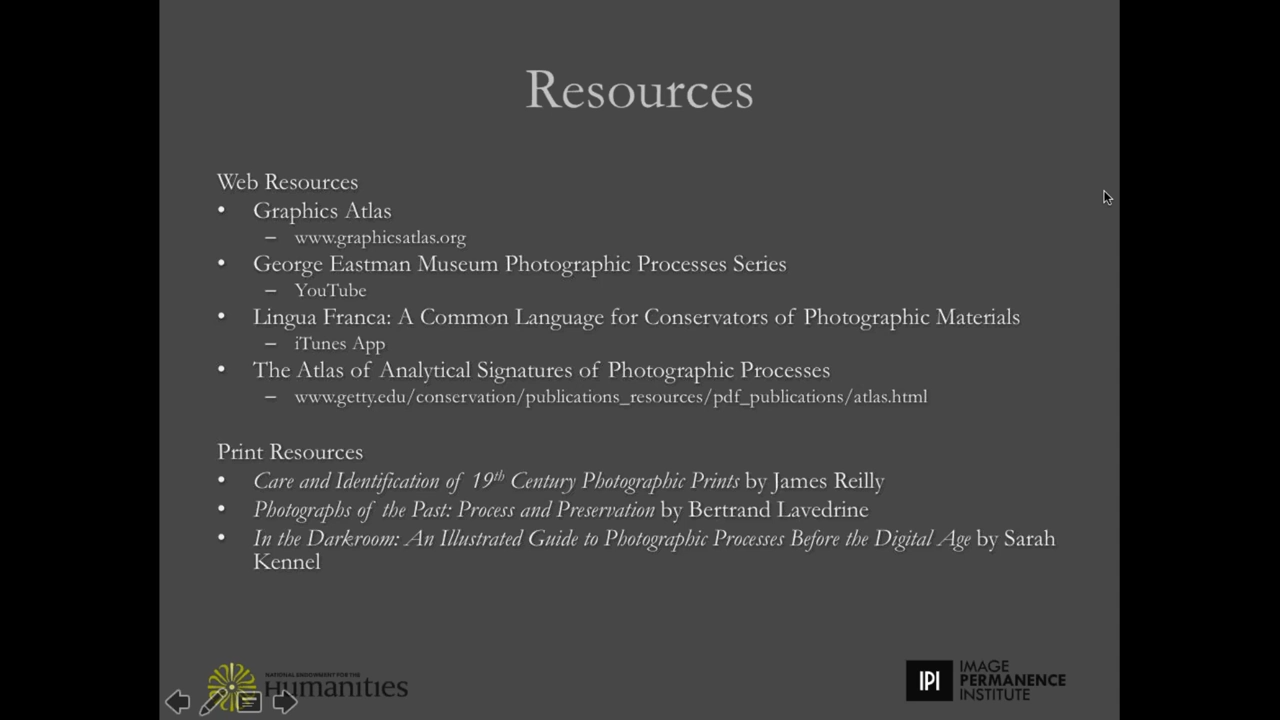 Resources
Web Resources
• Graphics Atlas
– www.graphicsatlas.org
• George Eastman Museum Photographic Processes Series
– YouTube
• Lingua Franca: A Common Language for Conservators of Photographic Materials
– iTunes App
• The Atlas of Analytical Signatures of Photographic Processes
– www.getty.edu/conservation/publications_resources/pdf_publications/atlas.html
Print Resources
• Care and Identification of 19th Century Photographic Prints by James Reilly
• Photographs of the Past: Process and Preservation by Bertrand Lavedrine
• In the Darkroom: An Illustrated Guide to Photographic Processes Before the Digital Age by Sarah
Kennel
NATIONAL ENDOWMENT FOR THE
Humanities
IPI
IMAGE
PERMANENCE
INSTITUTE